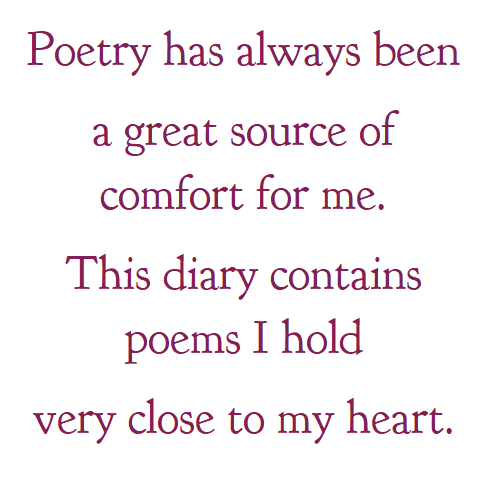 Poetry has always been
a great source of
comfort for me.
This diary contains
poems I hold
very close to my heart.